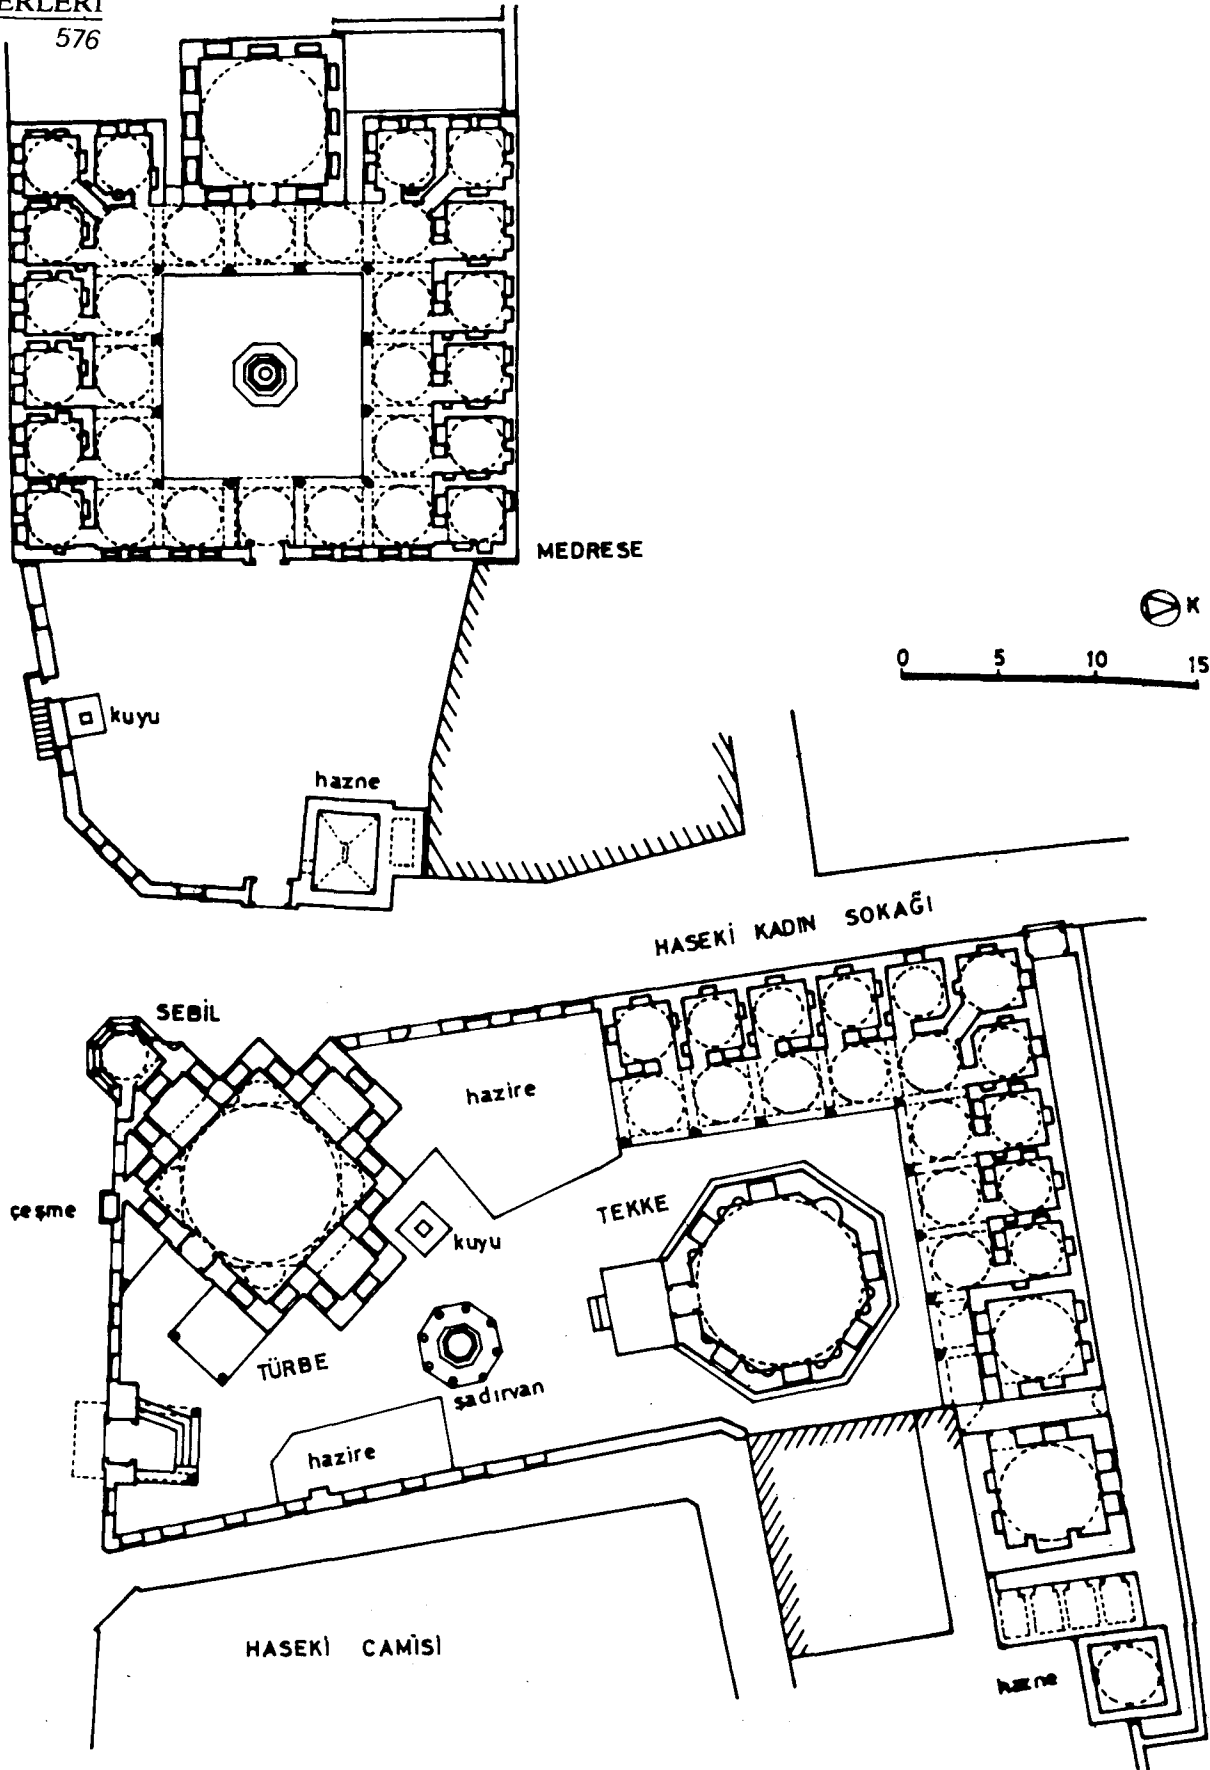 ERLERİ
576
MEDRESE
K
0 5 10 15
kuyu
hazne
HASEKİ KADIN SOKAĞI
SEBİL
hazire
çeşme
TEKKE
kuyu
TÜRBE
şadırvan
hazire
HASEKİ CAMİSİ
hazne